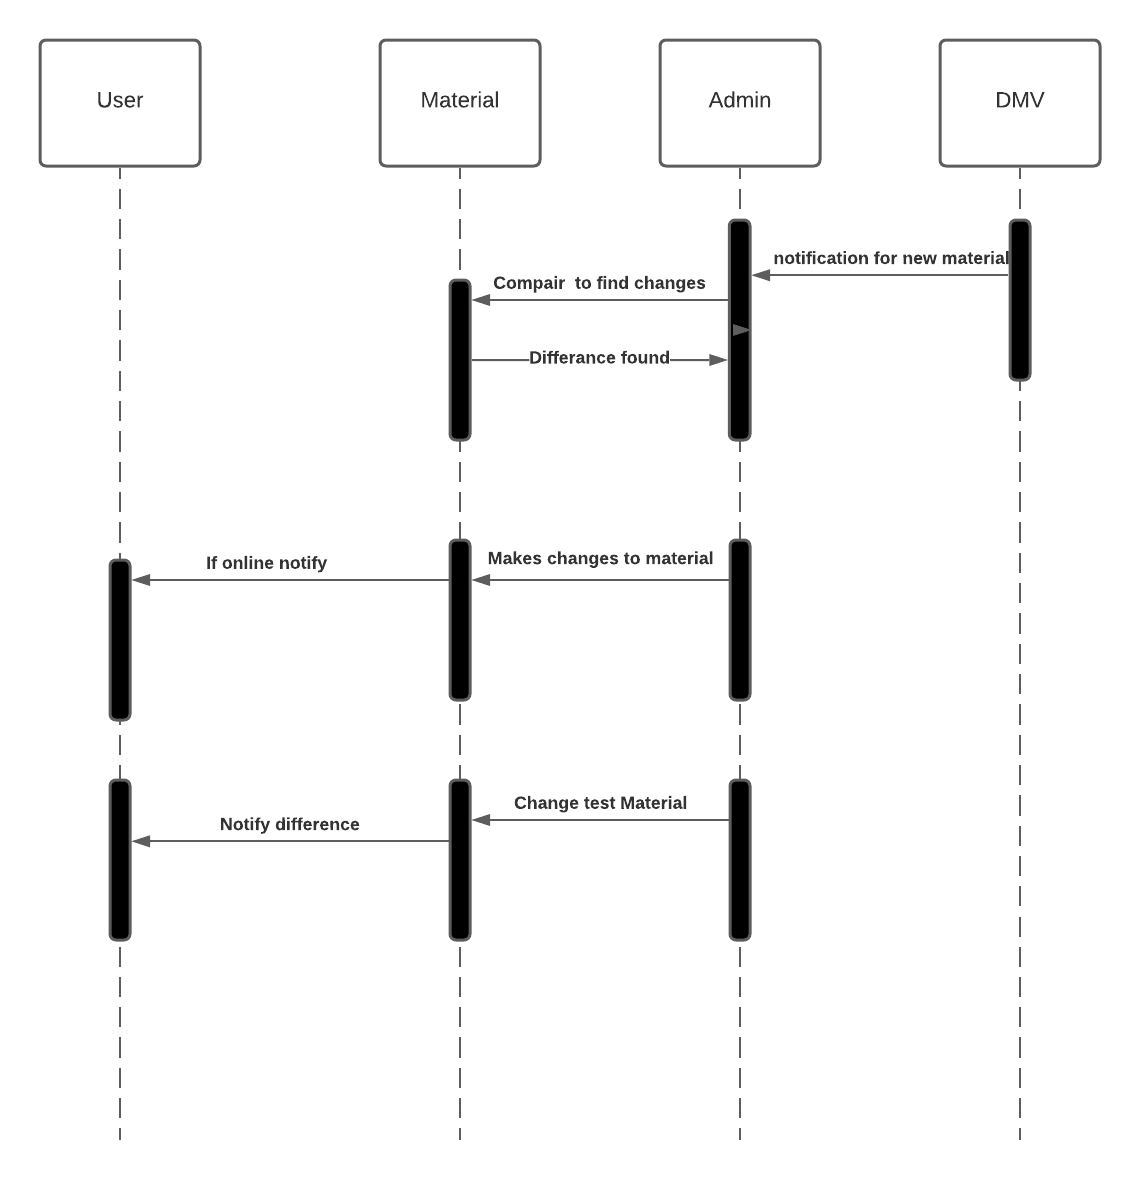 User
Material
Admin
DMV
notification for new material
Compair  to find changes
Differance found
If online notify
Makes changes to material
Change test Material
Notify difference